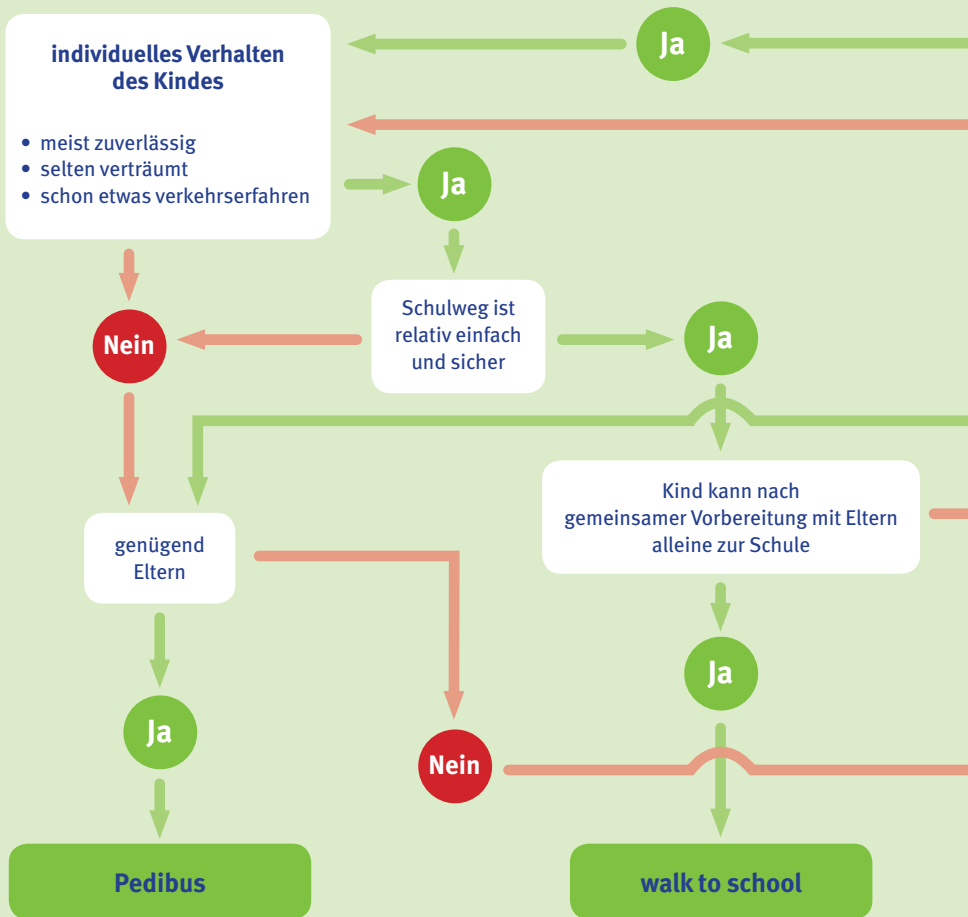 individuelles Verhalten
des Kindes
• meist zuverlässig
• selten verträumt
• schon etwas verkehrserfahren
Ja
Ja
Nein
Schulweg ist
relativ einfach
und sicher
Ja
genügend
Eltern
Kind kann nach
gemeinsamer Vorbereitung mit Eltern
alleine zur Schule
Ja
Ja
Nein
Pedibus
walk to school